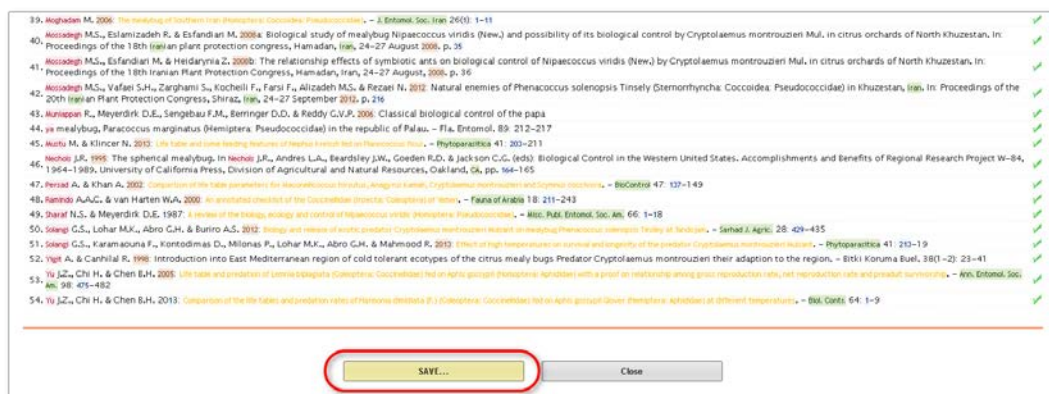 39. Moghadam M. 2006: The mealybug of Southern Iran (Homoptera: Coccoidea: Pseudococcidae). – J. Entomol. Soc. Iran 26(1): 1–11
40. Mossadegh M.S., Eslamizadeh R. & Esfandiari M. 2008a: Biological study of mealybug Nipaecoccus viridis (New.) and possibility of its biological control by Cryptolaemus montrouzieri Mul. in citrus orchards of North Khuzestan. In:
Proceedings of the 18th Iranian plant protection congress, Hamadan, Iran, 24–27 August 2008. p. 35
41. Mossadegh M.S., Esfandiari M. & Heidarynia Z. 2008b: The relationship effects of symbiotic ants on biological control of Nipaecoccus viridis (New.) by Cryptolaemus montrouzieri Mul. in citrus orchards of North Khuzestan. In:
Proceedings of the 18th Iranian Plant Protection Congress, Hamadan, Iran, 24–27 August, 2008. p. 36
42. Mossadegh M.S., Vafaei S.H., Zarghami S., Kocheili F., Farsi F., Alizadeh M.S. & Rezaei N. 2012: Natural enemies of Phenacoccus solenopsis Tinsely (Sternorrhyncha: Coccoidea: Pseudococcidae) in Khuzestan, Iran. In: Proceedings of the
20th Iranian Plant Protection Congress, Shiraz, Iran, 24–27 September 2012. p. 216
43. Muniappan R., Meyerdirk D.E., Sengebau F.M., Berringer D.D. & Reddy G.V.P. 2006: Classical biological control of the papa
44. ya mealybug, Paracoccus marginatus (Hemiptera: Pseudococcidae) in the republic of Palau. – Fla. Entomol. 89: 212–217
45. Mustu M. & Klincer N. 2013: Life table and some feeding features of Nephus kreissli fed on Planococcus ficus. – Phytoparasitica 41: 203–211
46. Nechols J.R. 1995: The spherical mealybug. In Nechols J.R., Andres L.A., Beardsley J.W., Goeden R.D. & Jackson C.G. (eds): Biological Control in the Western United States. Accomplishments and Benefits of Regional Research Project W–84,
1964–1989. University of California Press, Division of Agricultural and Natural Resources, Oakland, CA, pp. 164–165
47. Persad A. & Khan A. 2002: Comparison of life table parameters for Maconellicoccus hirsutus, Anagyrus kamali, Cryptolaemus montrouzieri and Scymnus coccivora. – BioControl 47: 137–149
48. Raimindo A.A.C. & van Harten W.A. 2000: An annotated checklist of the Coccinellidae (Insecta: Coleoptera) of Yemen. – Fauna of Arabia 18: 211–243
49. Sharaf N.S. & Meyerdirk D.E. 1987: A review of the biology, ecology and control of Nipaecoccus viridis (Homoptera: Pseudococcidae). – Misc. Publ. Entomol. Soc. Am. 66: 1–18
50. Solangi G.S., Lohar M.K., Abro G.H. & Buriro A.S. 2012: Biology and release of exotic predator Cryptolaemus montrouzieri Mulsant on mealybug Phenacoccus solenopsis Tinsley at Tandojam. – Sarhad J. Agric. 28: 429–435
51. Solangi G.S., Karamaouna F., Kontodimas D., Milonas P., Lohar M.K., Abro G.H. & Mahmood R. 2013: Effect of high temperatures on survival and longevity of the predator Cryptolaemus montrouzieri Mulsant. – Phytoparasitica 41: 213–19
52. Yigit A. & Canhilal R. 1998: Introduction into East Mediterranean region of cold tolerant ecotypes of the citrus mealy bugs Predator Cryptolaemus montrouzieri their adaption to the region. – Bitki Koruma Buel. 38(1–2): 23–41
53. Yu J.Z., Chi H. & Chen B.H. 2005: Life table and predation of Lemnia biplagiata (Coleoptera: Coccinellidae) fed on Aphis gossypii (Homoptera: Aphididae) with a proof on relationship among gross reproduction rate, net reproduction rate and preadult survivorship. – Ann. Entomol. Soc.
Am. 98: 475–482
54. Yu J.Z., Chi H. & Chen B.H. 2013: Comparison of the life tables and predation rates of Harmonia dimidiata (F.) (Coleoptera: Coccinellidae) fed on Aphis gossypii Glover (Hemiptera: Aphididae) at different temperatures. – Biol. Contr. 64: 1–9
SAVE...
Close